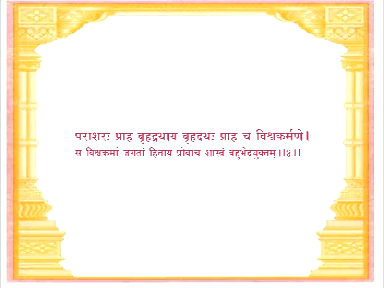 पराशरः प्राह बृहद्रथाय बृहद्रथः प्राह च विश्वकर्मणे।
स विश्वकर्मा जगतां हिताय प्रोवाच शास्त्रं बहुभेदयुक्तम्।।४।।